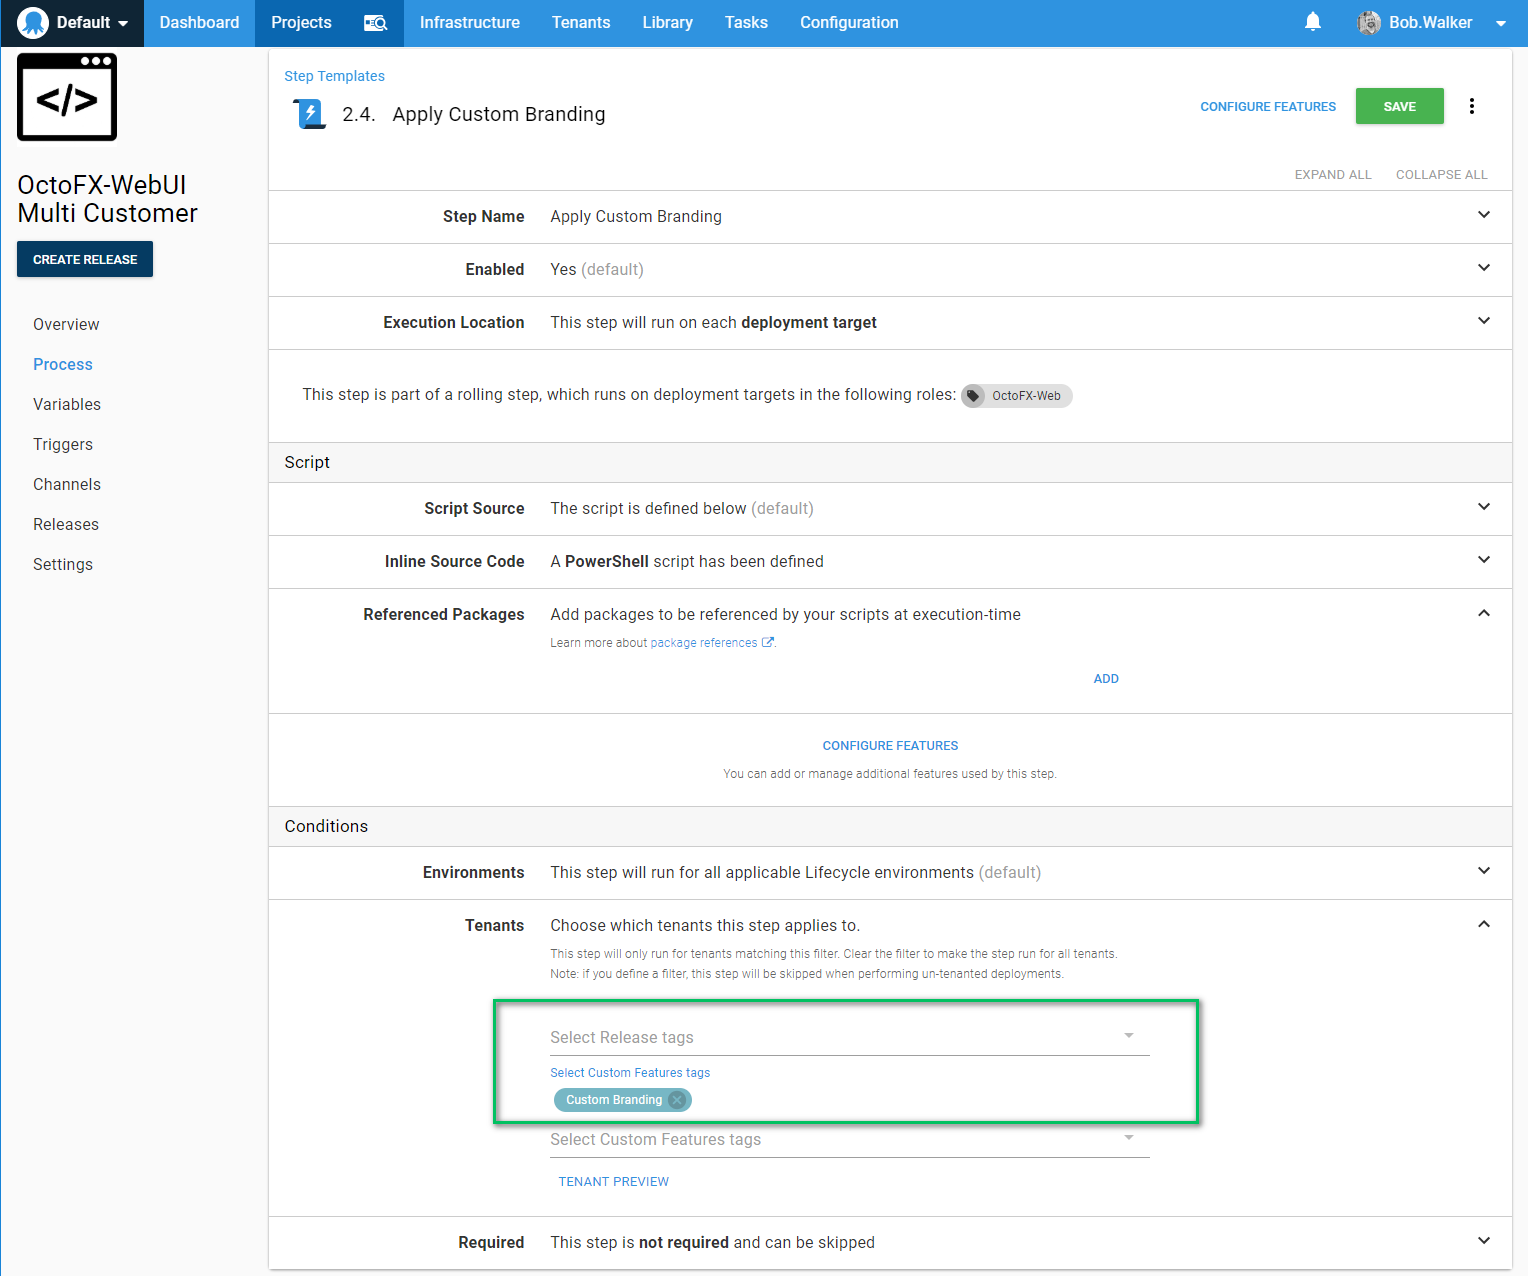 Default
Dashboard
Projects
Infrastructure
Tenants
Library
Tasks
Configuration
Bob.Walker
</>
OctoFX-WebUI
Multi Customer
CREATE RELEASE
Overview
Process
Variables
Triggers
Channels
Releases
Settings
Step Templates
2.4. Apply Custom Branding
CONFIGURE FEATURES
SAVE
EXPAND ALL
COLLAPSE ALL
Step Name Apply Custom Branding
Enabled Yes (default)
Execution Location This step will run on each deployment target
This step is part of a rolling step, which runs on deployment targets in the following roles: OctoFX-Web
Script
Script Source The script is defined below (default)
Inline Source Code A PowerShell script has been defined
Referenced Packages Add packages to be referenced by your scripts at execution-time
Learn more about package references.
ADD
CONFIGURE FEATURES
You can add or manage additional features used by this step.
Conditions
Environments This step will run for all applicable Lifecycle environments (default)
Tenants Choose which tenants this step applies to.
This step will only run for tenants matching this filter. Clear the filter to make the step run for all tenants.
Note: if you define a filter, this step will be skipped when performing un-tenanted deployments.
Select Release tags
Select Custom Features tags
Custom Branding
Select Custom Features tags
TENANT PREVIEW
Required This step is not required and can be skipped